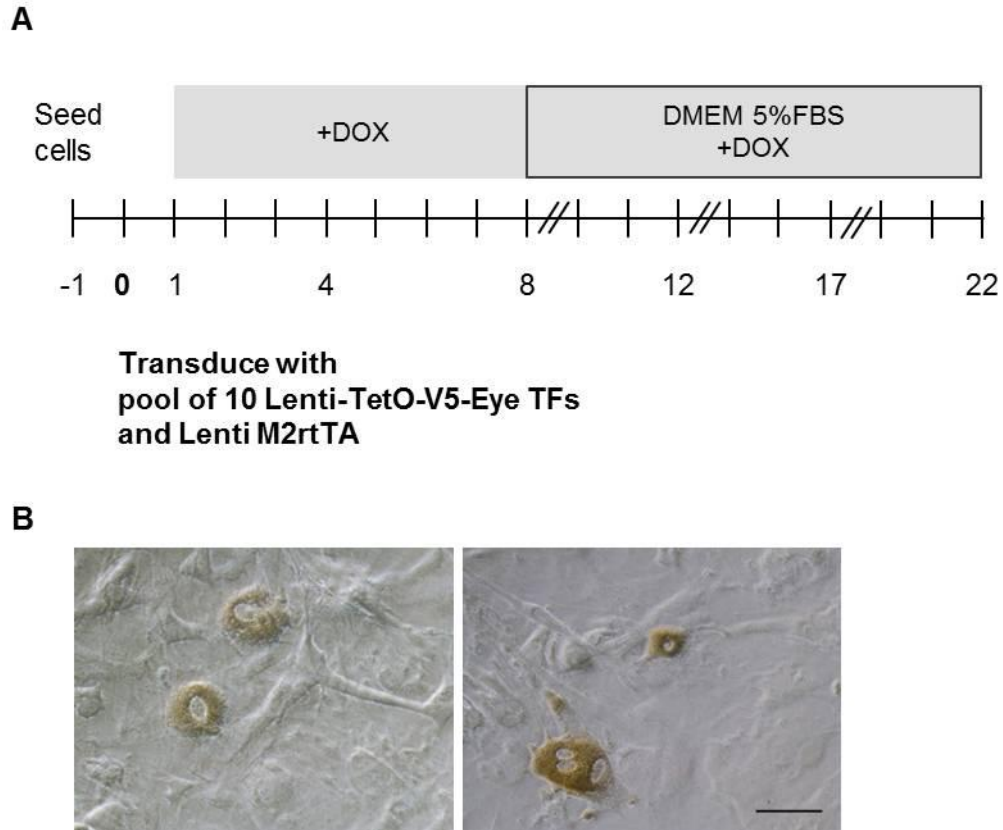 A
Seed
cells
+DOX
DMEM 5%FBS
+DOX
-1 0 1 4 8 12 17 22
Transduce with
pool of 10 Lenti-TetO-V5-Eye TFs
and Lenti M2rtTA
B